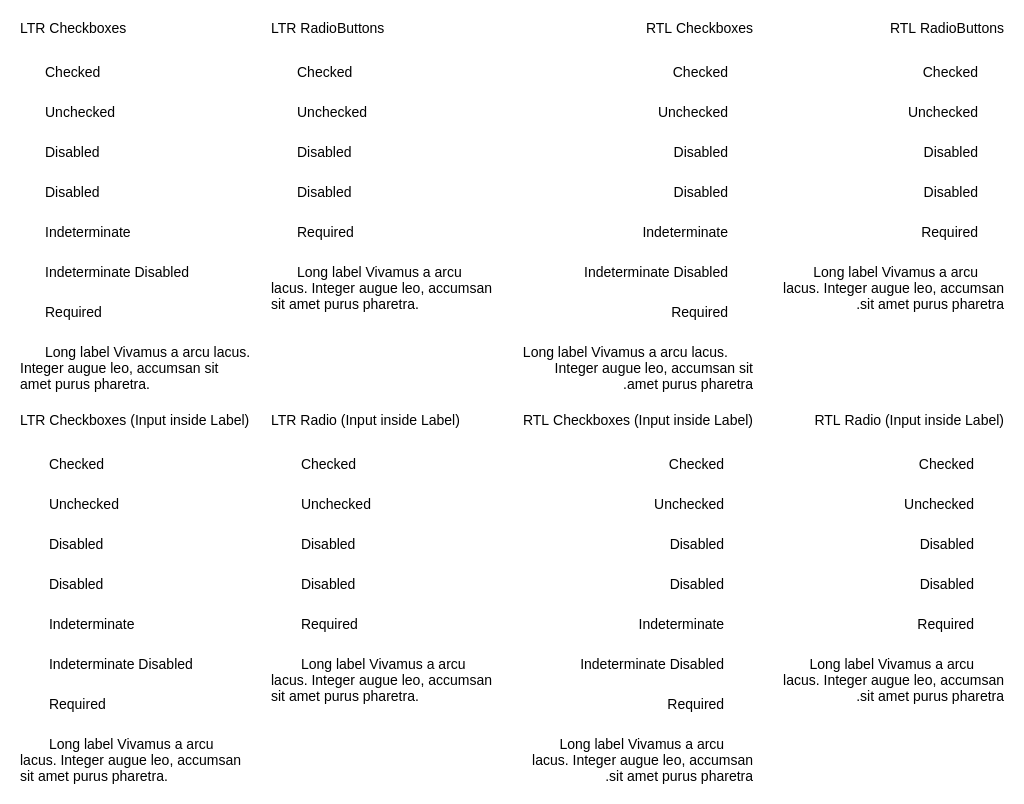 LTR Checkboxes
Checked
Unchecked
Disabled
Disabled
Indeterminate
Indeterminate Disabled
Required
Long label Vivamus a arcu lacus.
Integer augue leo, accumsan sit
amet purus pharetra.
LTR RadioButtons
Checked
Unchecked
Disabled
Disabled
Required
Long label Vivamus a arcu
lacus. Integer augue leo, accumsan
sit amet purus pharetra.
RTL Checkboxes
Checked
Unchecked
Disabled
Disabled
Indeterminate
Indeterminate Disabled
Required
Long label Vivamus a arcu lacus.
Integer augue leo, accumsan sit
.amet purus pharetra
RTL RadioButtons
Checked
Unchecked
Disabled
Disabled
Required
Long label Vivamus a arcu
lacus. Integer augue leo, accumsan
.sit amet purus pharetra
LTR Checkboxes (Input inside Label)
Checked
Unchecked
Disabled
Disabled
Indeterminate
Indeterminate Disabled
Required
Long label Vivamus a arcu
lacus. Integer augue leo, accumsan
sit amet purus pharetra.
LTR Radio (Input inside Label)
Checked
Unchecked
Disabled
Disabled
Required
Long label Vivamus a arcu
lacus. Integer augue leo, accumsan
sit amet purus pharetra.
RTL Checkboxes (Input inside Label)
Checked
Unchecked
Disabled
Disabled
Indeterminate
Indeterminate Disabled
Required
Long label Vivamus a arcu
lacus. Integer augue leo, accumsan
.sit amet purus pharetra
RTL Radio (Input inside Label)
Checked
Unchecked
Disabled
Disabled
Required
Long label Vivamus a arcu
lacus. Integer augue leo, accumsan
.sit amet purus pharetra